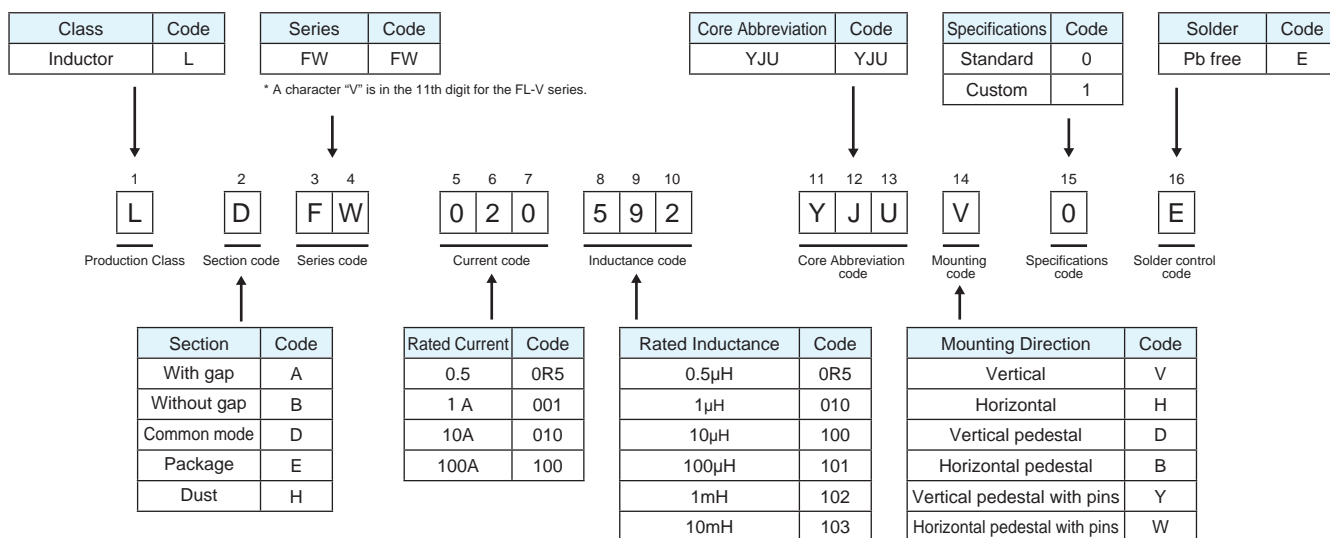 Class Code
Inductor L
Series Code
FW FW
* A character “V” is in the 11th digit for the FL-V series.
Core Abbreviation Code
YJU YJU
Specifications Code
Standard 0
Custom 1
Solder Code
Pb free E
1 2 3 4 5 6 7 8 9 10 11 12 13 14 15 16
L D F W 0 2 0 5 9 2 Y J U V 0 E
Production Class
Section code
Series code
Current code
Inductance code
Core Abbreviation
code
Mounting
code
Specifications
code
Solder control
code
Section Code
With gap A
Without gap B
Common mode D
Package E
Dust H
Rated Current Code
0.5 0R5
1 A 001
10A 010
100A 100
Rated Inductance Code
0.5μH 0R5
1μH 010
10μH 100
100μH 101
1mH 102
10mH 103
Mounting Direction Code
Vertical V
Horizontal H
Vertical pedestal D
Horizontal pedestal B
Vertical pedestal with pins Y
Horizontal pedestal with pins W